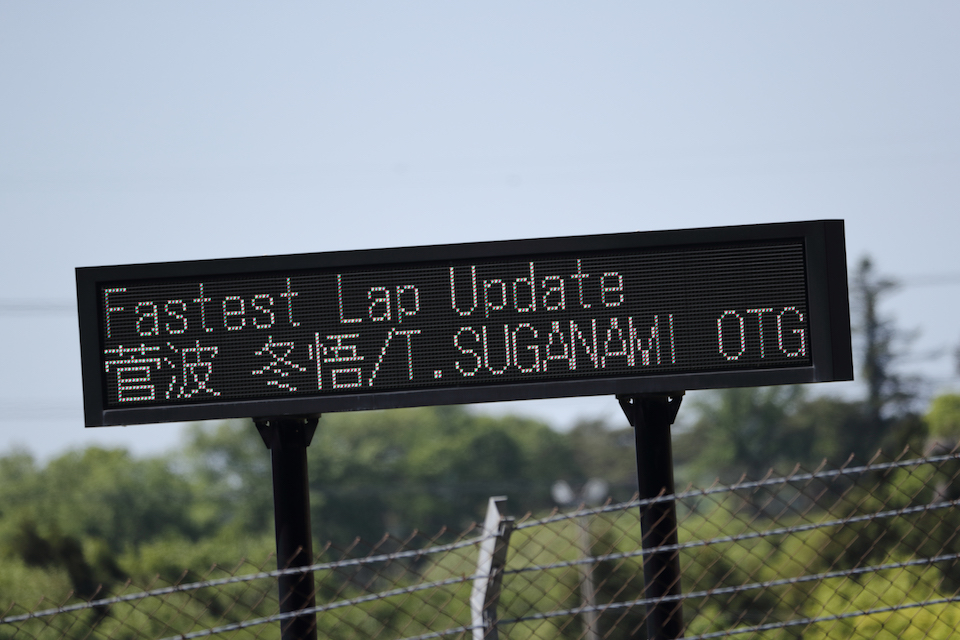 Fastest Lap Update
菅波 冬悟/T.SUGANAMI OTG